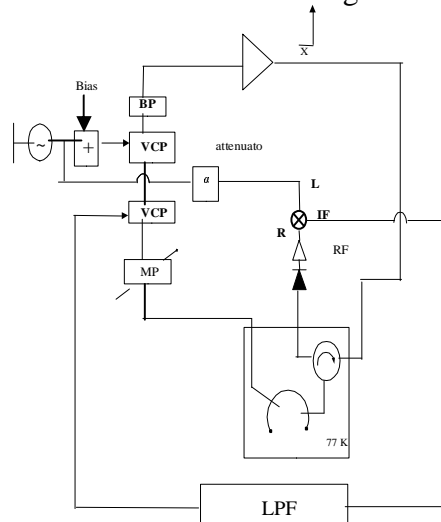 g
X
Bias
BP
~
+
VCP
attenuato
α
L
VCP
IF
R
RF
MP
77 K
LPF